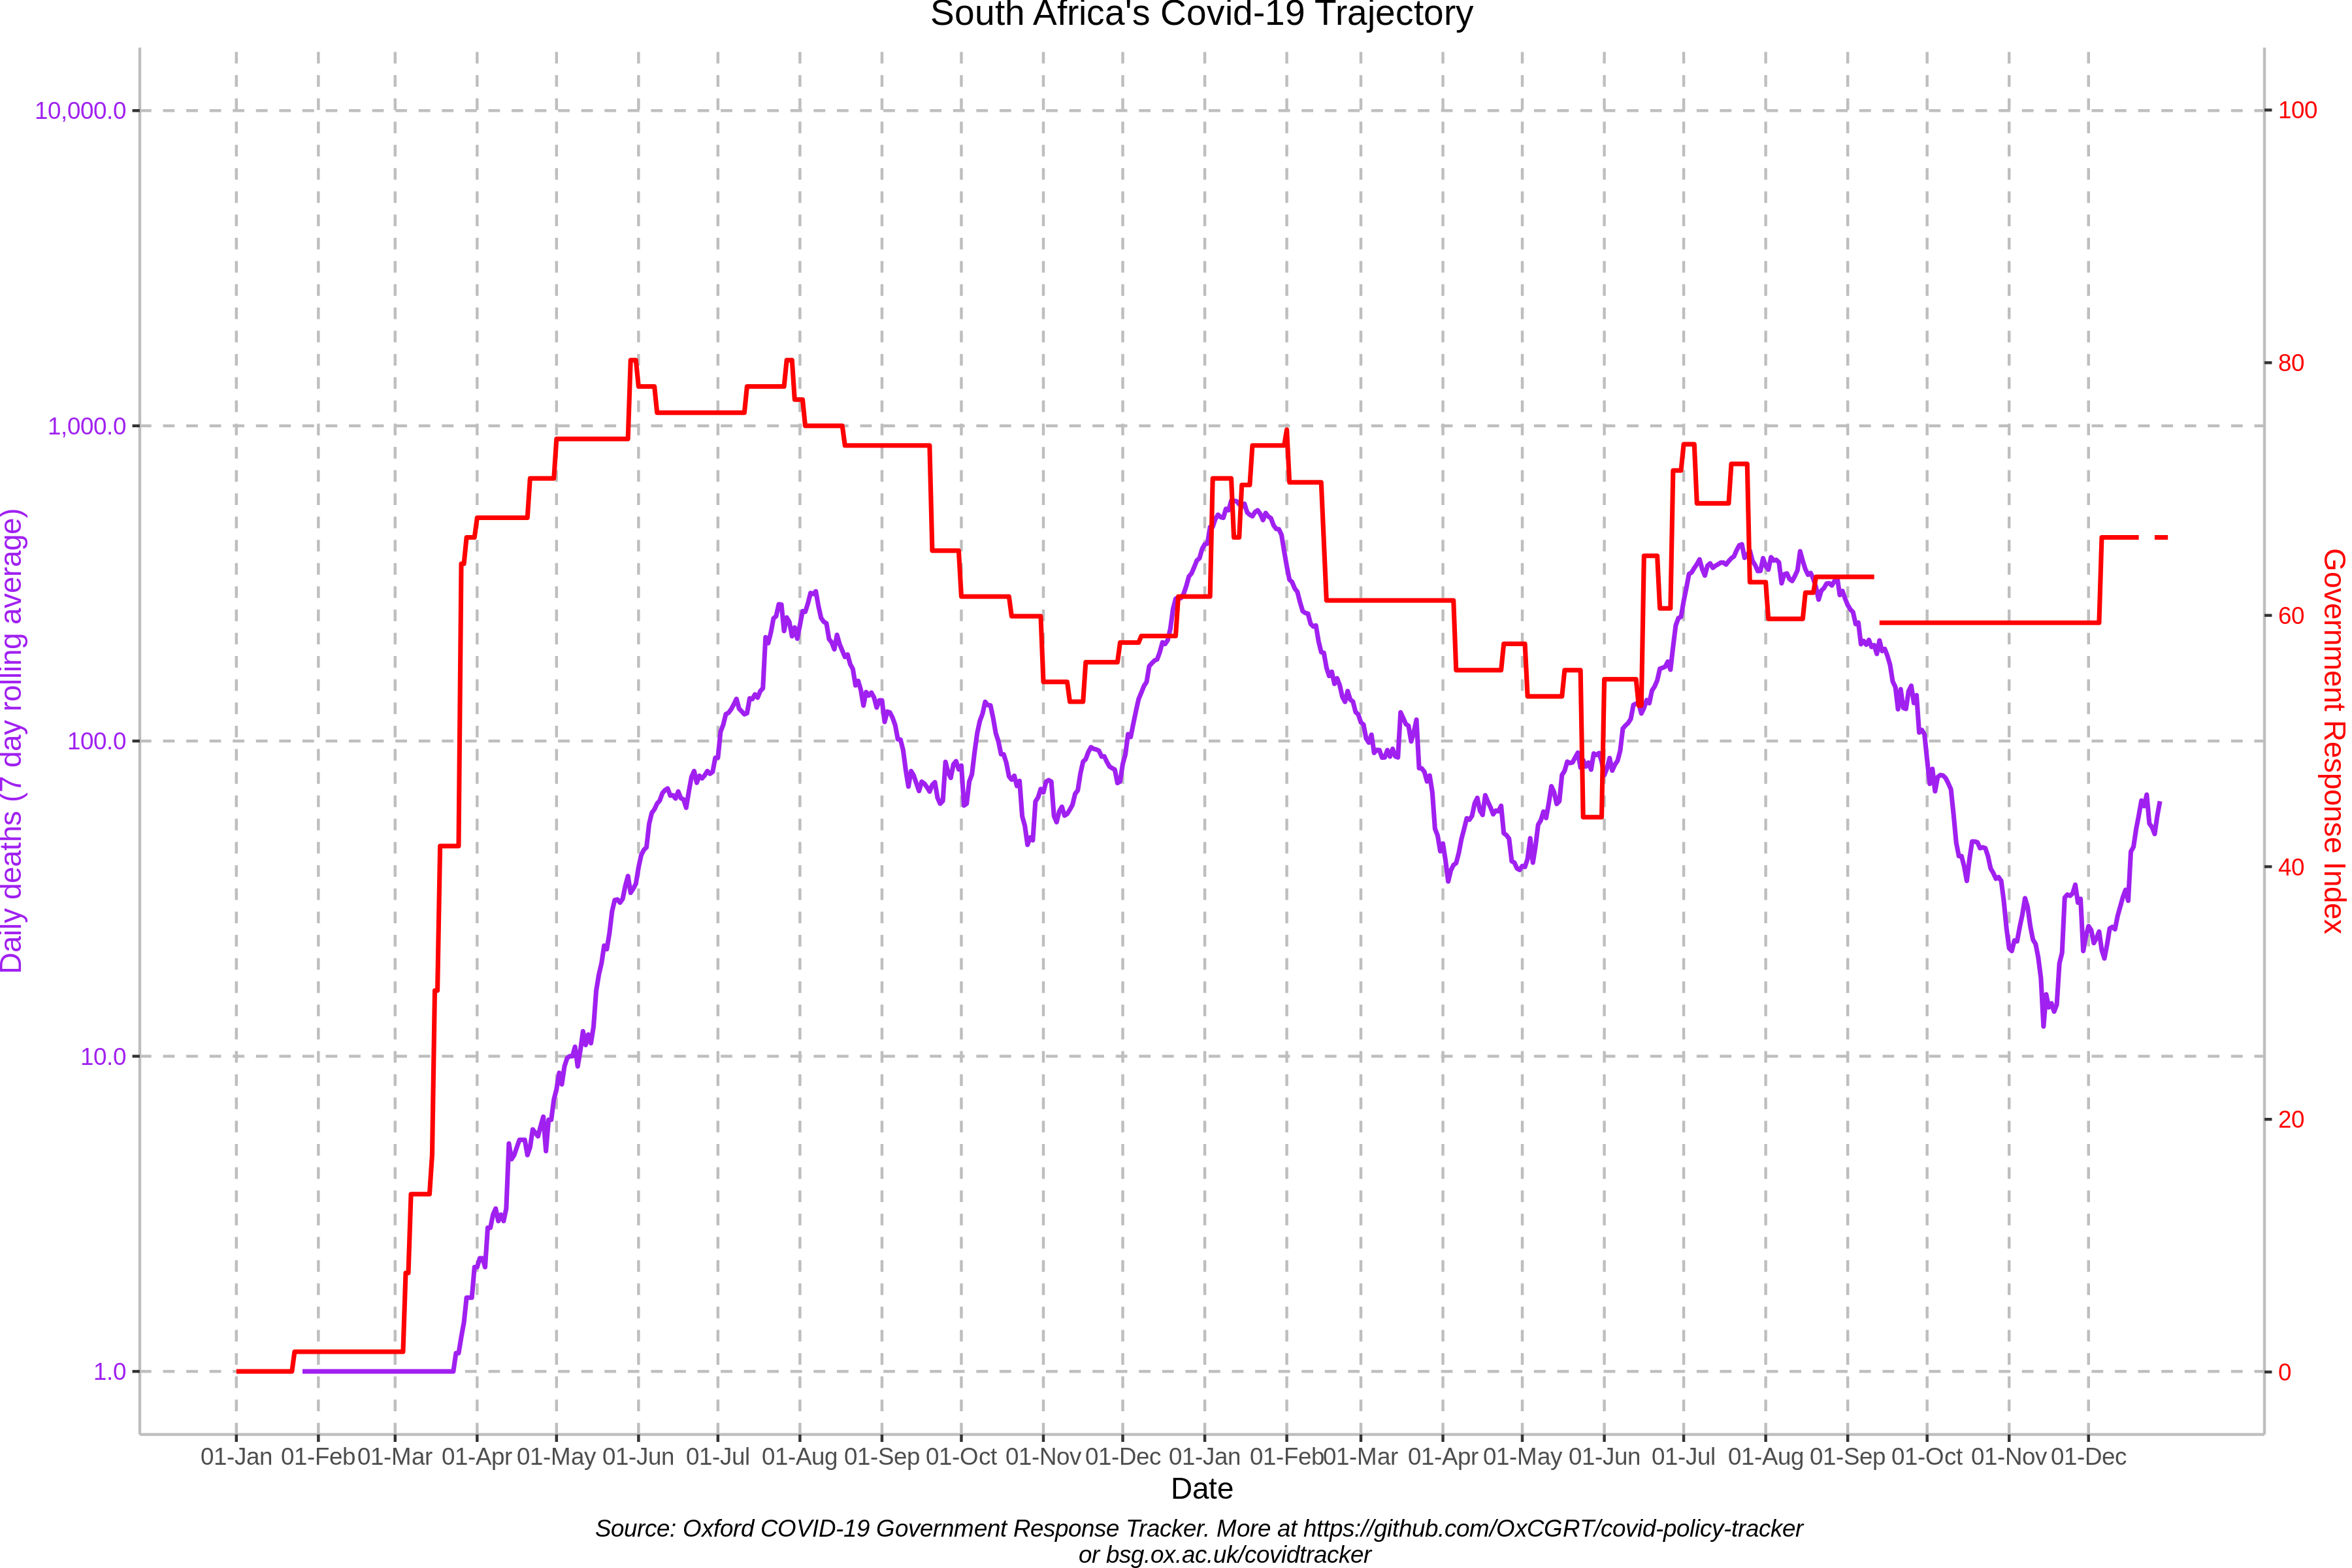 South Africa's Covid-19 Trajectory
10,000.0
1,000.0
100.0
10.0
1.0
Daily deaths (7 day rolling average)
100
80
60
40
20
0
Government Response Index
01-Jan 01-Feb 01-Mar 01-Apr 01-May 01-Jun 01-Jul 01-Aug 01-Sep 01-Oct 01-Nov 01-Dec 01-Jan 01-Feb 01-Mar 01-Apr 01-May 01-Jun 01-Jul 01-Aug 01-Sep 01-Oct 01-Nov 01-Dec
Date
Source: Oxford COVID-19 Government Response Tracker. More at https://github.com/OxCGRT/covid-policy-tracker
or bsg.ox.ac.uk/covidtracker